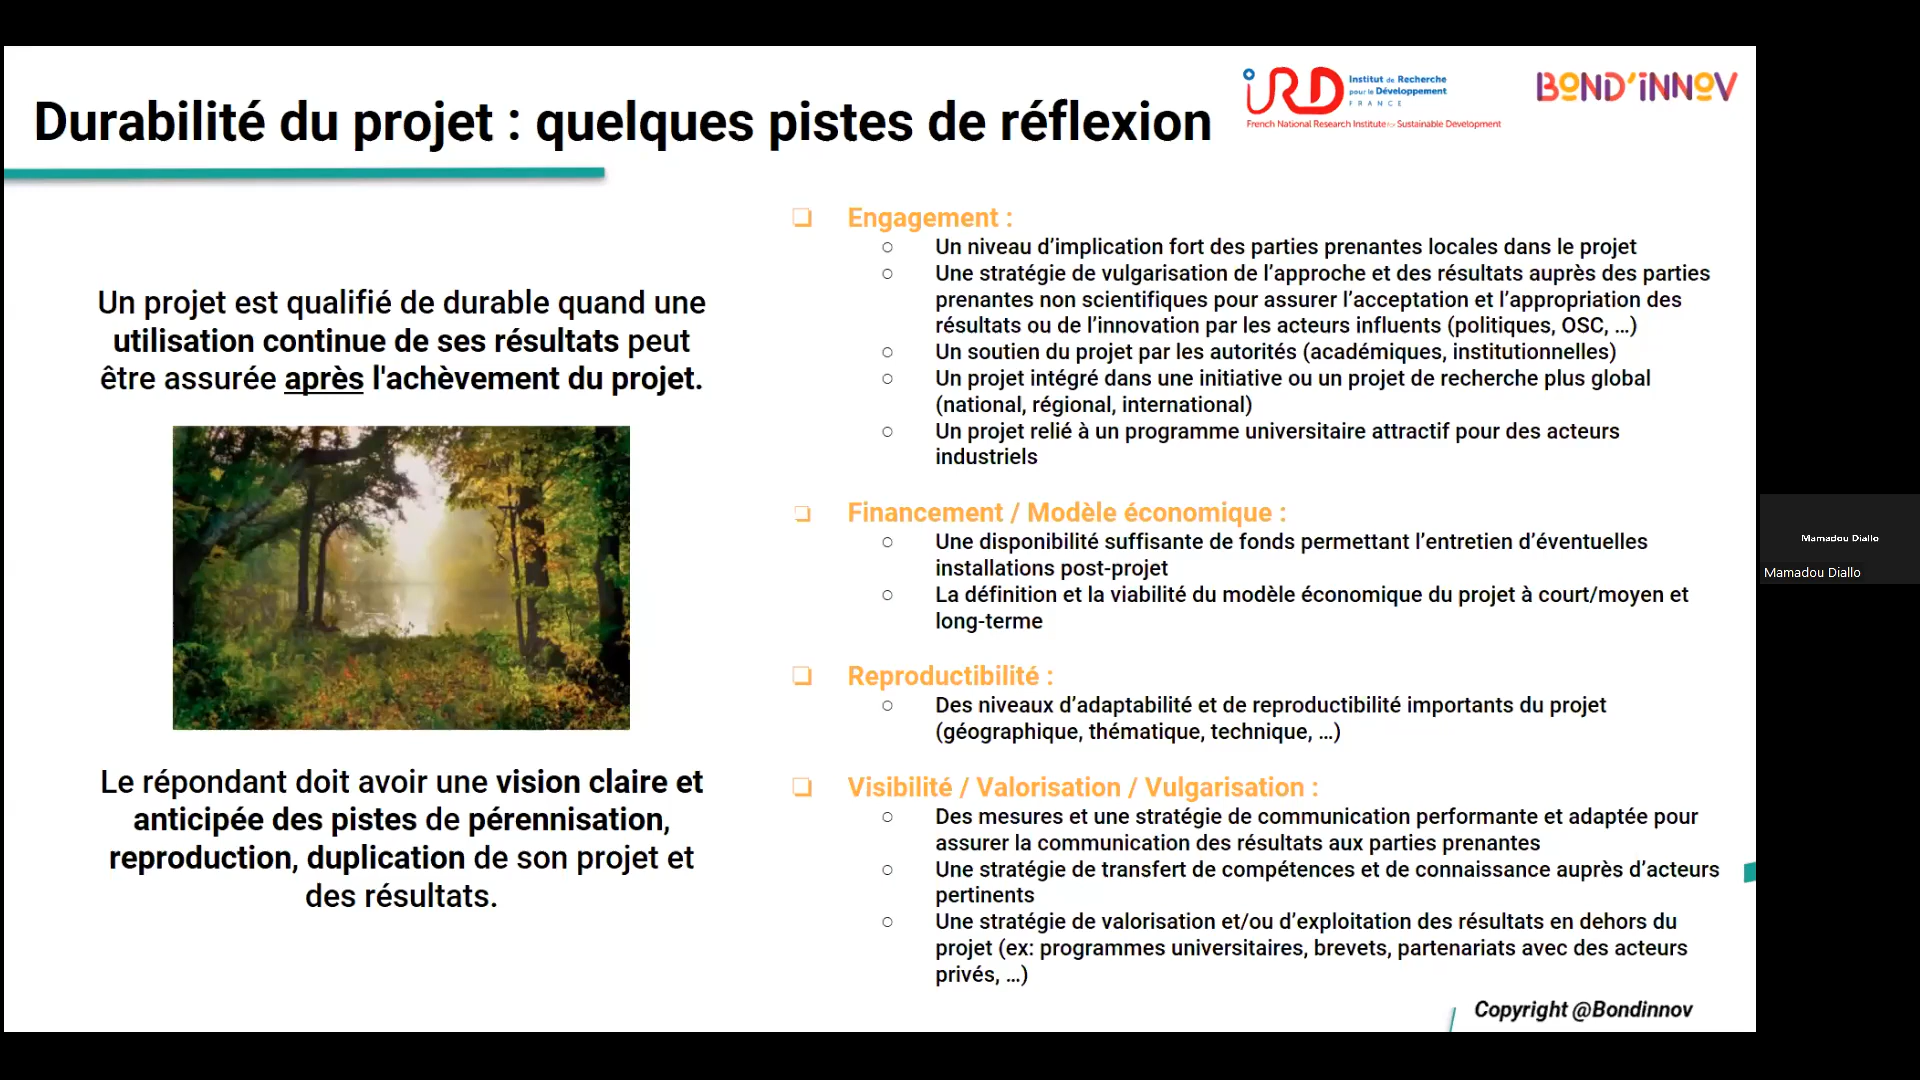 Durabilité du projet : quelques pistes de réflexion
iRD
Institut de Recherche
pour le Développement
FRANCE
French National Research Institute for Sustainable Development
BOND'iNNOV
Un projet est qualifié de durable quand une
utilisation continue de ses résultats peut
être assurée après l'achèvement du projet.
Le répondant doit avoir une vision claire et
anticipée des pistes de pérennisation,
reproduction, duplication de son projet et
des résultats.
❏ Engagement :
○ Un niveau d’implication fort des parties prenantes locales dans le projet
○ Une stratégie de vulgarisation de l’approche et des résultats auprès des parties
prenantes non scientifiques pour assurer l’acceptation et l’appropriation des
résultats ou de l’innovation par les acteurs influents (politiques, OSC, …)
○ Un soutien du projet par les autorités (académiques, institutionnelles)
○ Un projet intégré dans une initiative ou un projet de recherche plus global
(national, régional, international)
○ Un projet relié à un programme universitaire attractif pour des acteurs
industriels
❏ Financement / Modèle économique :
○ Une disponibilité suffisante de fonds permettant l’entretien d’éventuelles
installations post-projet
○ La définition et la viabilité du modèle économique du projet à court/moyen et
long-terme
❏ Reproductibilité :
○ Des niveaux d’adaptabilité et de reproductibilité importants du projet
(géographique, thématique, technique, …)
❏ Visibilité / Valorisation / Vulgarisation :
○ Des mesures et une stratégie de communication performante et adaptée pour
assurer la communication des résultats aux parties prenantes
○ Une stratégie de transfert de compétences et de connaissance auprès d’acteurs
pertinents
○ Une stratégie de valorisation et/ou d’exploitation des résultats en dehors du
projet (ex: programmes universitaires, brevets, partenariats avec des acteurs
privés, …)
Copyright @Bondinnov
Mamadou Diallo
Mamadou Diallo